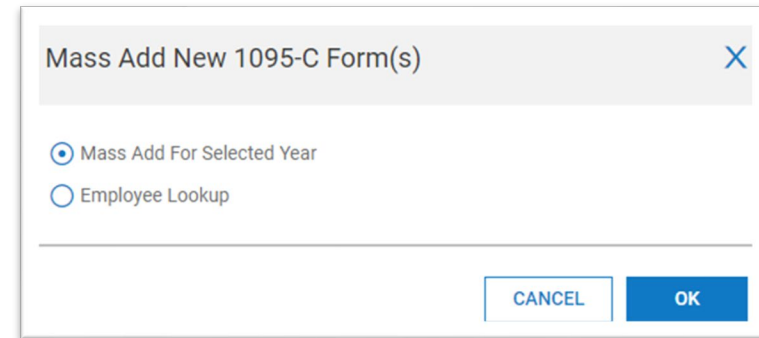 Mass Add New 1095-C Form(s) X
Mass Add For Selected Year
Employee Lookup
CANCEL OK